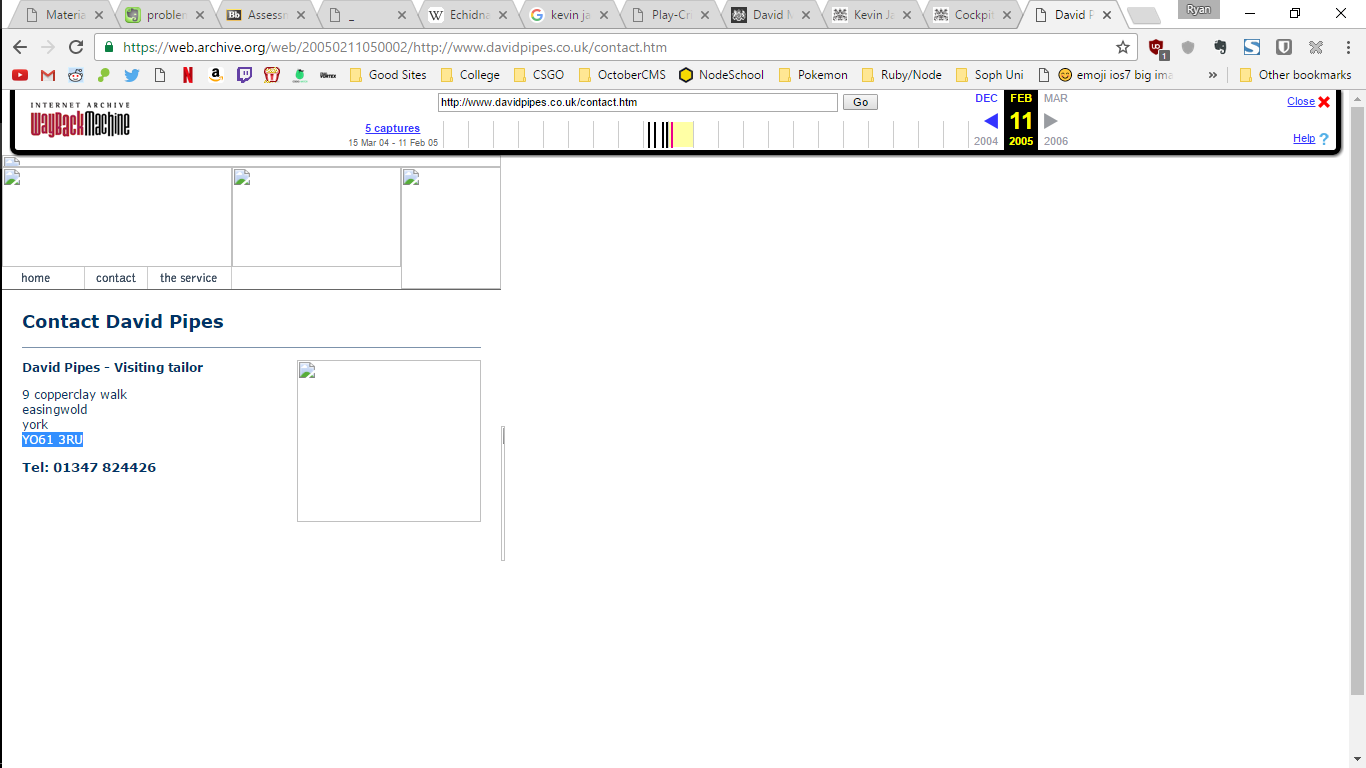 Materia
problem
Assessm
_
Echidna
kevin ja
Play-Cr
David M
Kevin Ja
Cockpit
David P
Ryan
https://web.archive.org/web/20050211050002/http://www.davidpipes.co.uk/contact.htm
1
Good Sites
College
CSGO
OctoberCMS
NodeSchool
Pokemon
Ruby/Node
Soph Uni
emoji ios7 big ima
»
Other bookmarks
INTERNET ARCHIVE
WayBackMachine
http://www.davidpipes.co.uk/contact.htm
Go
5 captures
15 Mar 04 - 11 Feb 05
DEC FEB MAR
11
2004 2005 2006
Close
Help ?
home contact the service
Contact David Pipes
David Pipes - Visiting tailor
9 copperclay walk
easingwold
york
YO61 3RU
Tel: 01347 824426